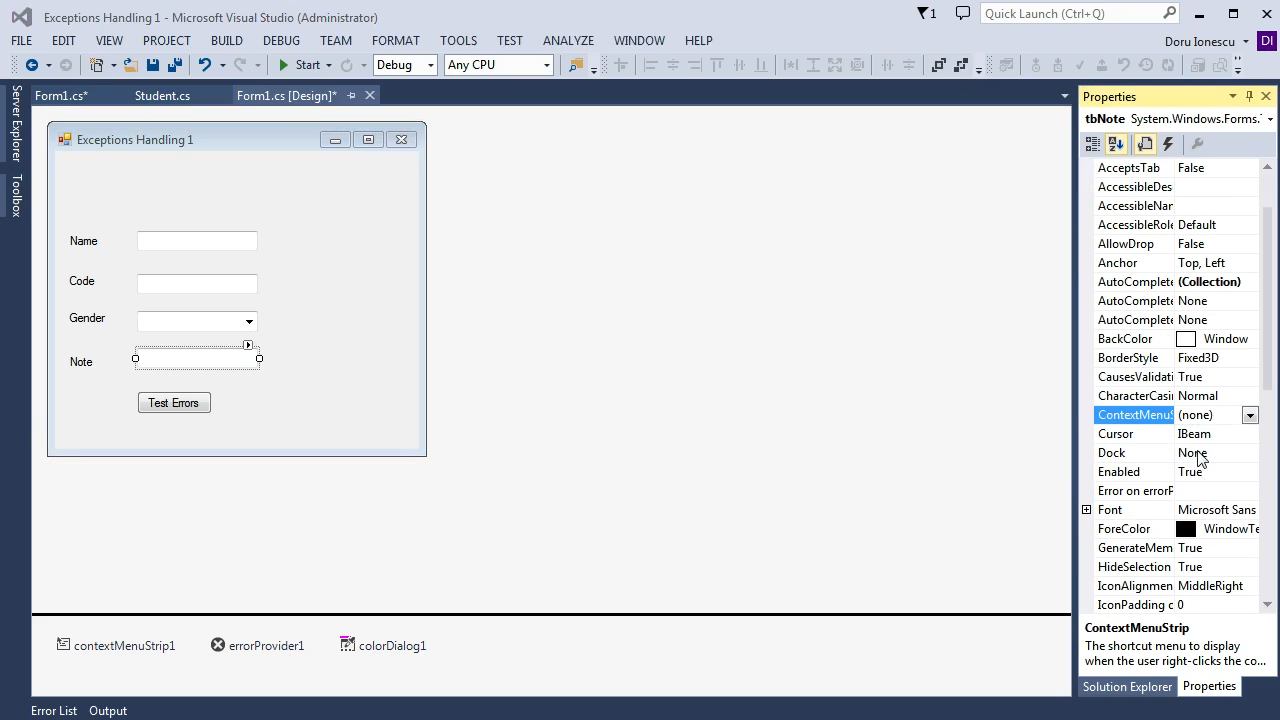 Exceptions Handling 1 - Microsoft Visual Studio (Administrator)
1
Quick Launch (Ctrl+Q)
FILE EDIT VIEW PROJECT BUILD DEBUG TEAM FORMAT TOOLS TEST ANALYZE WINDOW HELP
Doru Ionescu DI
Start Debug Any CPU
Server Explorer
Toolbox
Form1.cs* Student.cs Form1.cs [Design]*
Exceptions Handling 1
Name
Code
Gender
Note
Test Errors
contextMenuStrip1 errorProvider1 colorDialog1
Error List Output
Properties
tbNote System.Windows.Forms.
AcceptsTab False
AccessibleDes
AccessibleNar
AccessibleRole Default
AllowDrop False
Anchor Top, Left
AutoComplete (Collection)
AutoComplete None
AutoComplete None
BackColor Window
BorderStyle Fixed3D
CausesValidati True
CharacterCasi Normal
ContextMenuS (none)
Cursor IBeam
Dock None
Enabled True
Error on errorP
Font Microsoft Sans
ForeColor WindowTe
GenerateMem True
HideSelection True
IconAlignmen MiddleRight
IconPadding o 0
ContextMenuStrip
The shortcut menu to display
when the user right-clicks the co...
Solution Explorer Properties